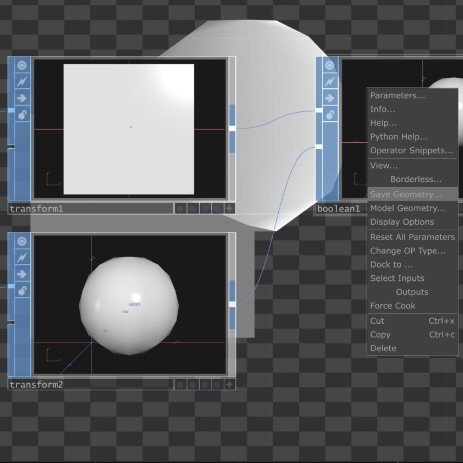 Parameters...
Info...
Help...
Python Help...
Operator Snippets...
View...
Borderless...
Save Geometry...
Model Geometry...
Display Options
Reset All Parameters
Change OP Type...
Dock to ...
Select Inputs
Outputs
Force Cook
Cut Ctrl+x
Copy Ctrl+c
Delete
transform1
boolean1
transform2